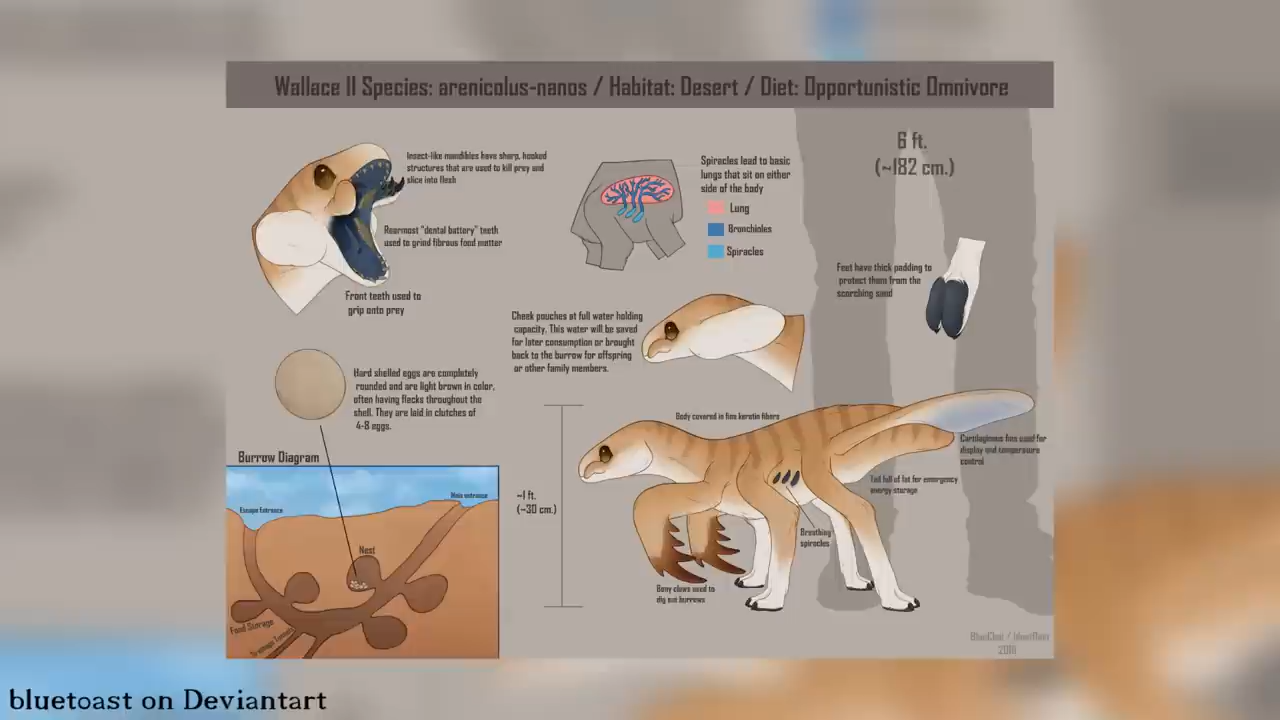 Wallace II Species: arenicolus-nanos / Habitat: Desert / Diet: Opportunistic Omnivore
Insect-like mandibles have sharp, hooked
structures that are used to kill prey and
slice into flesh
Rearmost "dental battery" teeth
used to grind fibrous food matter
Front teeth used to
grip onto prey
Spiracles lead to basic
lungs that sit on either
side of the body
Lung
Bronchioles
Spiracles
6 ft.
(~182 cm.)
Feet have thick padding to
protect them from the
scorching sand
Cheek pouches at full water holding
capacity. This water will be saved
for later consumption or brought
back to the burrow for offspring
or other family members.
Hard shelled eggs are completely
rounded and are light brown in color,
often having flecks throughout the
shell. They are laid in clutches of
4-8 eggs.
Burrow Diagram
Main entrance
Escape Entrance
Nest
Food Storage
Drainage Tunnels
~1 ft.
(~30 cm.)
Body covered in fine keratin fibers
Cartilaginous fins used for
display and temperature
control
Tail full of fat for emergency
energy storage
Breathing
spiracles
Bony claws used to
dig out burrows
2018
bluetoast on Deviantart